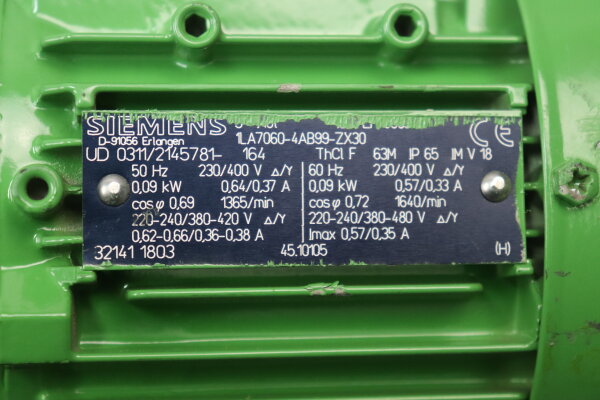 SIEMENS
D-91056 Erlangen
1LA7060-4AB99-ZX30
CE
UD 0311/2145781- 164 ThCl F 63M IP 65 IM V 18
50 Hz 230/400 V Δ/Y 60 Hz 230/400 V Δ/Y
0,09 kW 0,64/0,37 A 0,09 kW 0,57/0,33 A
cos φ 0,69 1365/min cos φ 0,72 1640/min
220-240/380-420 V Δ/Y 220-240/380-480 V Δ/Y
0,62-0,66/0,36-0,38 A Imax 0,57/0,35 A
32141 1803 45.10105 (H)